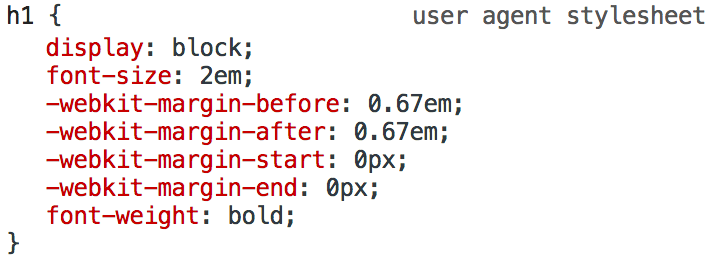 h1 { user agent stylesheet
display: block;
font-size: 2em;
-webkit-margin-before: 0.67em;
-webkit-margin-after: 0.67em;
-webkit-margin-start: 0px;
-webkit-margin-end: 0px;
font-weight: bold;
}